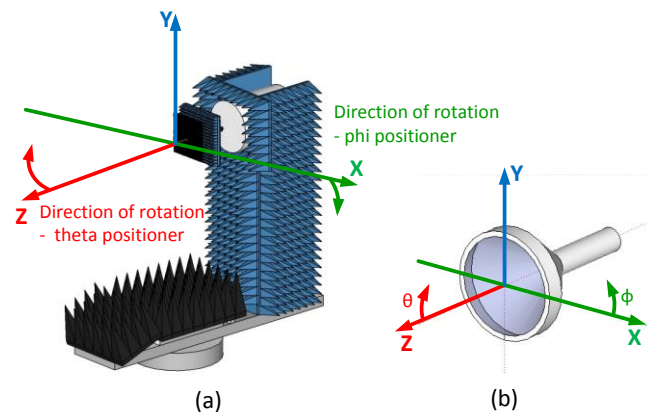 Y
Direction of rotation
- phi positioner
X
Z
Direction of rotation
- theta positioner
Y
θ
Z
ϕ
X
(a)
(b)